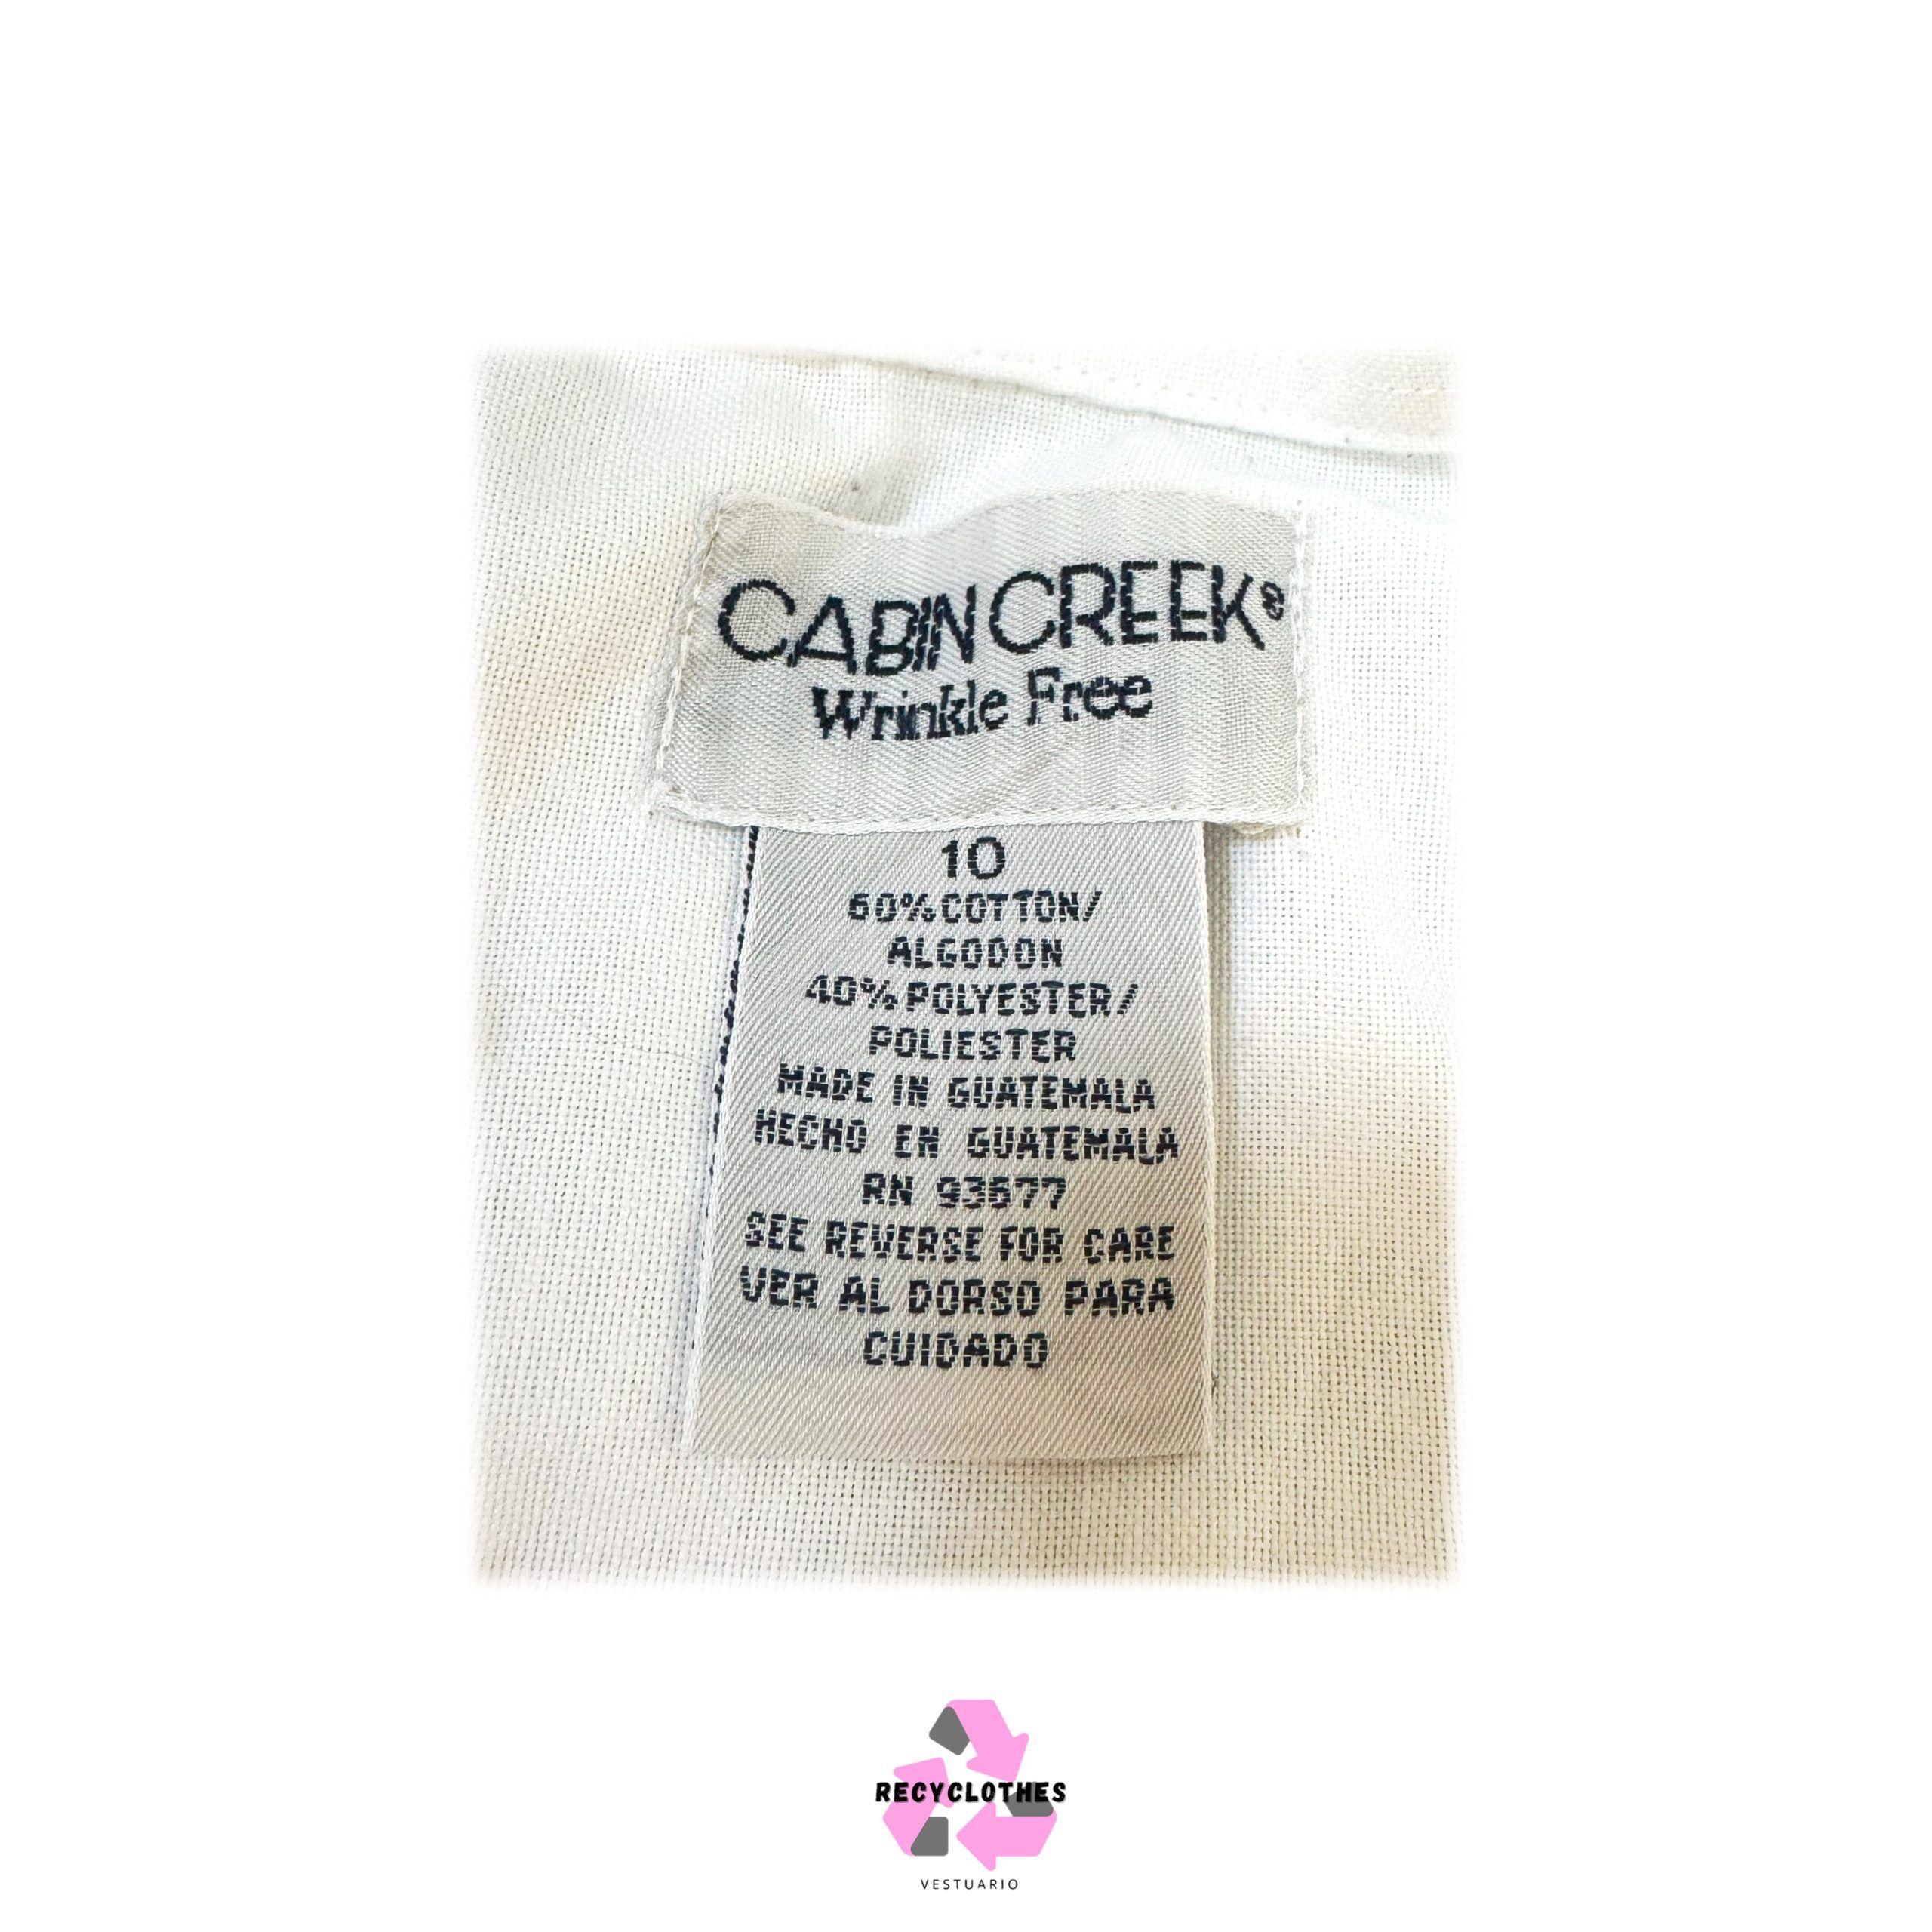 CABIN CREEK®
Wrinkle Free
10
60% COTTON/
ALGODON
40% POLYESTER/
POLIESTER
MADE IN GUATEMALA
HECHO EN GUATEMALA
RN 93677
SEE REVERSE FOR CARE
VER AL DORSO PARA
CUIDADO
RECYCLOTHES
VESTUARIO